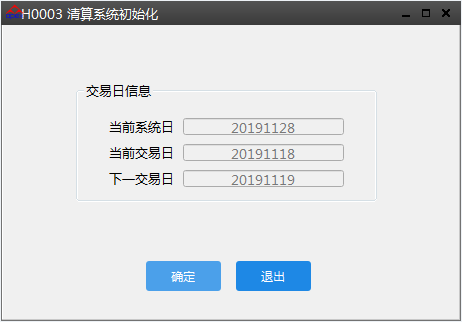 H0003 清算系统初始化
交易日信息
当前系统日 20191128
当前交易日 20191118
下一交易日 20191119
确定 退出